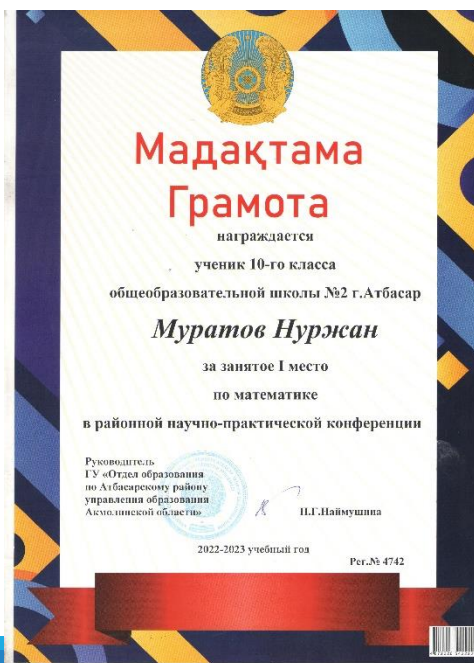 Мадақтама
Грамота
награждается
ученик 10-го класса
общеобразовательной школы №2 г.Атбасар
Муратов Нуржан
за занятое I место
по математике
в районной научно-практической конференции
Руководитель
ГУ «Отдел образования
по Атбасарскому району
управления образования
Акмолинской области»
П.Г.Наймушина
2022-2023 учебный год
Рег.№ 4742